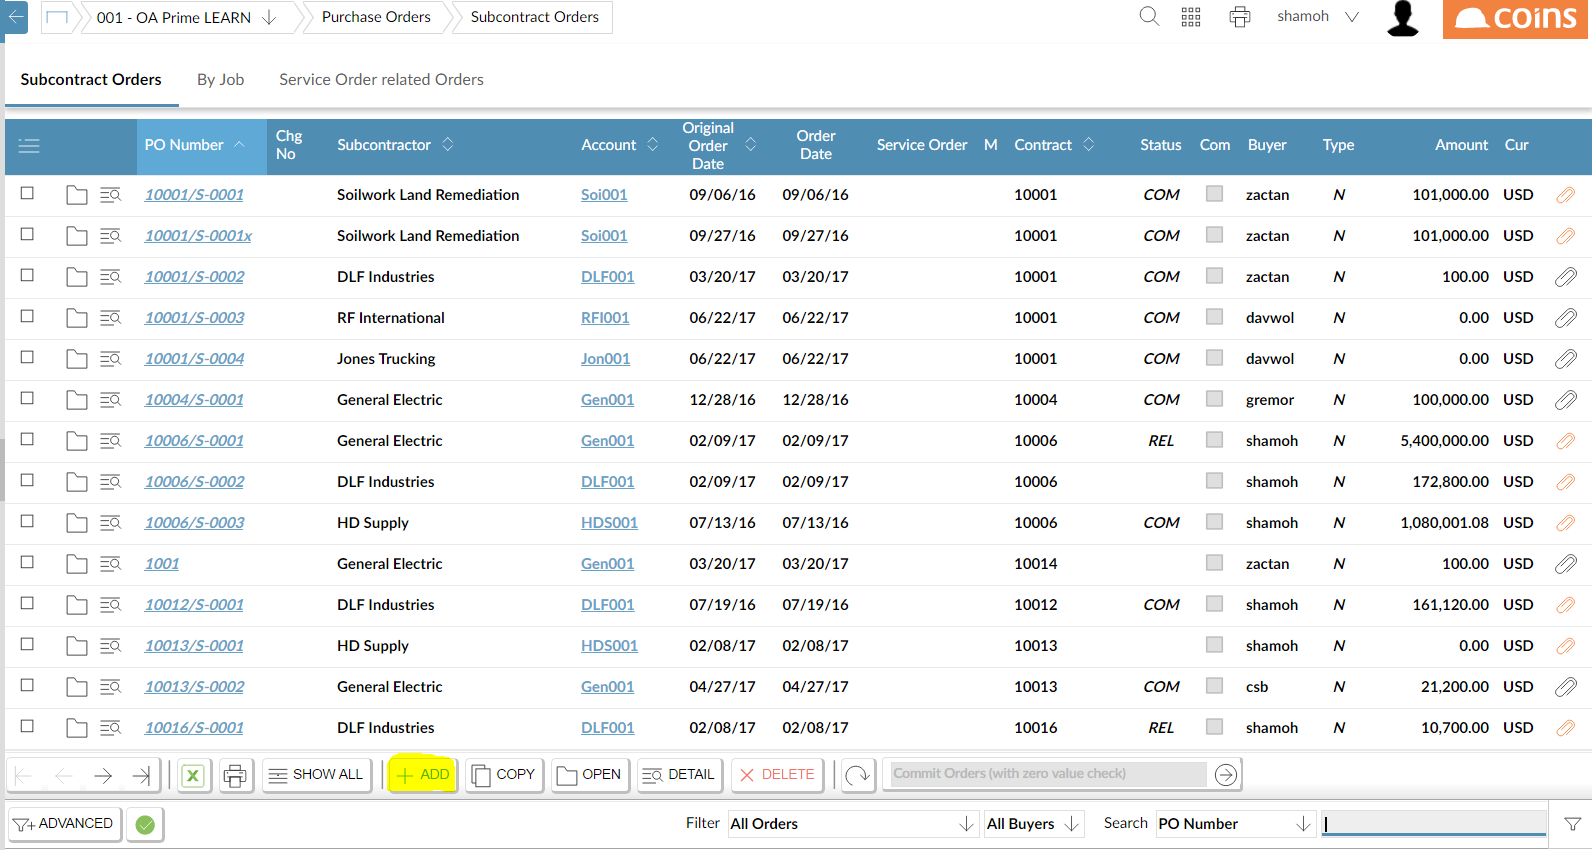 001 - OA Prime LEARN Purchase Orders Subcontract Orders shamoh coins
Subcontract Orders By Job Service Order related Orders
PO Number Chg No Subcontractor Account Original Order Date Order Date Service Order M Contract Status Com Buyer Type Amount Cur
10001/S-0001 Soilwork Land Remediation Soi001 09/06/16 09/06/16 10001 COM zactan N 101,000.00 USD
10001/S-0001x Soilwork Land Remediation Soi001 09/27/16 09/27/16 10001 COM zactan N 101,000.00 USD
10001/S-0002 DLF Industries DLF001 03/20/17 03/20/17 10001 COM zactan N 100.00 USD
10001/S-0003 RF International RFI001 06/22/17 06/22/17 10001 COM davwol N 0.00 USD
10001/S-0004 Jones Trucking Jon001 06/22/17 06/22/17 10001 COM davwol N 0.00 USD
10004/S-0001 General Electric Gen001 12/28/16 12/28/16 10004 COM gremor N 100,000.00 USD
10006/S-0001 General Electric Gen001 02/09/17 02/09/17 10006 REL shamoh N 5,400,000.00 USD
10006/S-0002 DLF Industries DLF001 02/09/17 02/09/17 10006 shamoh N 172,800.00 USD
10006/S-0003 HD Supply HDS001 07/13/16 07/13/16 10006 COM shamoh N 1,080,001.08 USD
1001 General Electric Gen001 03/20/17 03/20/17 10014 zactan N 100.00 USD
10012/S-0001 DLF Industries DLF001 07/19/16 07/19/16 10012 COM shamoh N 161,120.00 USD
10013/S-0001 HD Supply HDS001 02/08/17 02/08/17 10013 shamoh N 0.00 USD
10013/S-0002 General Electric Gen001 04/27/17 04/27/17 10013 COM csb N 21,200.00 USD
10016/S-0001 DLF Industries DLF001 02/08/17 02/08/17 10016 REL shamoh N 10,700.00 USD
SHOW ALL ADD COPY OPEN DETAIL DELETE Commit Orders (with zero value check)
ADVANCED Filter All Orders All Buyers Search PO Number